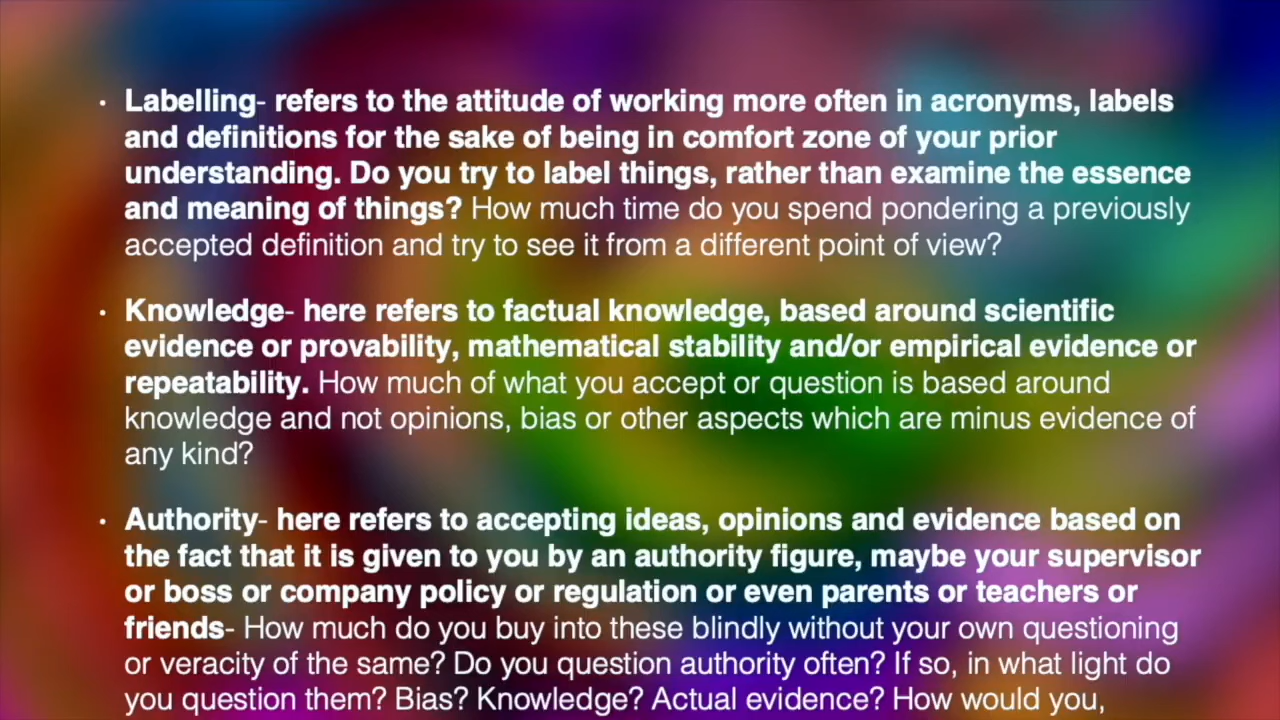 • Labelling- refers to the attitude of working more often in acronyms, labels
and definitions for the sake of being in comfort zone of your prior
understanding. Do you try to label things, rather than examine the essence
and meaning of things? How much time do you spend pondering a previously
accepted definition and try to see it from a different point of view?
• Knowledge- here refers to factual knowledge, based around scientific
evidence or provability, mathematical stability and/or empirical evidence or
repeatability. How much of what you accept or question is based around
knowledge and not opinions, bias or other aspects which are minus evidence of
any kind?
• Authority- here refers to accepting ideas, opinions and evidence based on
the fact that it is given to you by an authority figure, maybe your supervisor
or boss or company policy or regulation or even parents or teachers or
friends- How much do you buy into these blindly without your own questioning
or veracity of the same? Do you question authority often? If so, in what light do
you question them? Bias? Knowledge? Actual evidence? How would you,